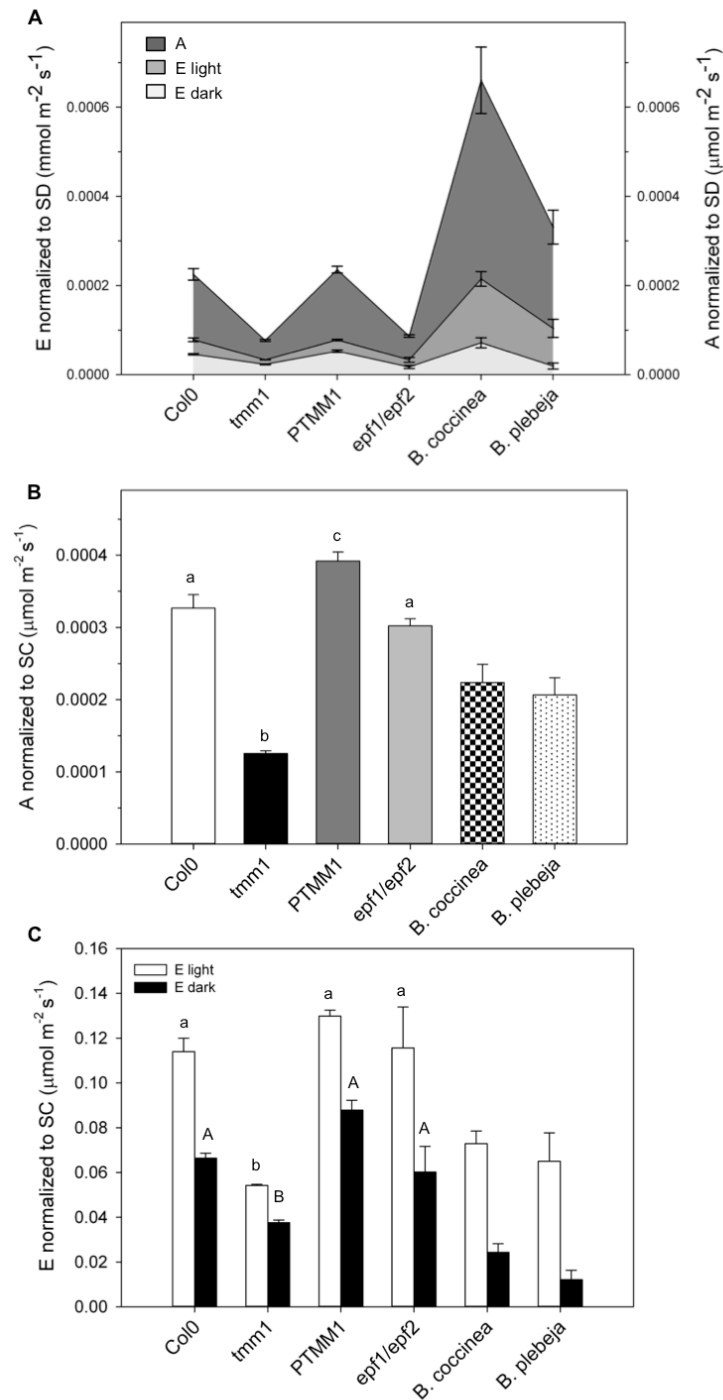 A
A
E light
E dark
E normalized to SD (mmol m⁻² s⁻¹)
0.0006
0.0004
0.0002
0.0000
A normalized to SD (µmol m⁻² s⁻¹)
0.0006
0.0004
0.0002
0.0000
Col0
tmm1
PTMM1
epf1/epf2
B. coccinea
B. plebeja
B
A normalized to SC (µmol m⁻² s⁻¹)
0.0004
0.0003
0.0002
0.0001
0.0000
a
b
c
a
Col0
tmm1
PTMM1
epf1/epf2
B. coccinea
B. plebeja
C
E normalized to SC (µmol m⁻² s⁻¹)
0.16
0.14
0.12
0.10
0.08
0.06
0.04
0.02
0.00
E light
E dark
a
A
b
B
a
A
a
A
Col0
tmm1
PTMM1
epf1/epf2
B. coccinea
B. plebeja